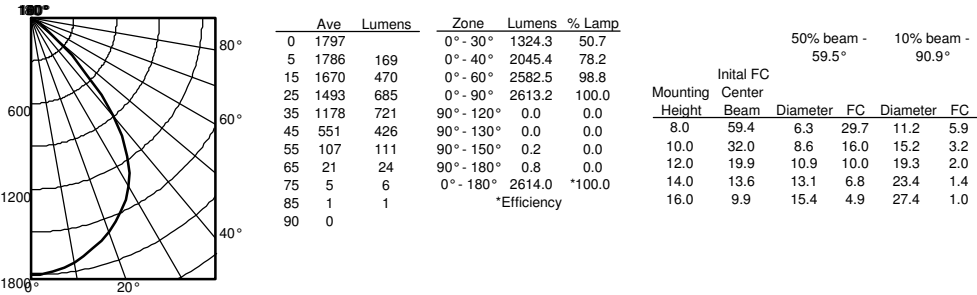 80°
600
60°
1200
40°
1800
0°
20°
Ave Lumens
0 1797
5 1786 169
15 1670 470
25 1493 685
35 1178 721
45 551 426
55 107 111
65 21 24
75 5 6
85 1 1
90 0
Zone Lumens % Lamp
0° - 30° 1324.3 50.7
0° - 40° 2045.4 78.2
0° - 60° 2582.5 98.8
0° - 90° 2613.2 100.0
90° - 120° 0.0 0.0
90° - 130° 0.0 0.0
90° - 150° 0.2 0.0
90° - 180° 0.8 0.0
0° - 180° 2614.0 *100.0
*Efficiency
50% beam - 10% beam -
59.5° 90.9°
Inital FC
Mounting Center
Height Beam Diameter FC Diameter FC
8.0 59.4 6.3 29.7 11.2 5.9
10.0 32.0 8.6 16.0 15.2 3.2
12.0 19.9 10.9 10.0 19.3 2.0
14.0 13.6 13.1 6.8 23.4 1.4
16.0 9.9 15.4 4.9 27.4 1.0